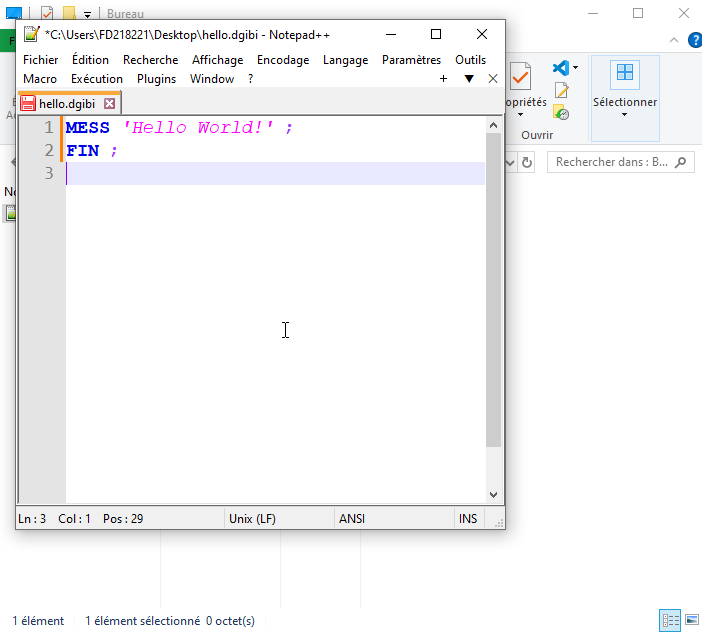 Bureau
*C:\Users\FD218221\Desktop\hello.dgibi - Notepad++
Fichier Édition Recherche Affichage Encodage Langage Paramètres Outils
Macro Exécution Plugins Window ?
+ ▼ X
hello.dgibi
1 MESS 'Hello World!' ;
2 FIN ;
3
Ln : 3 Col : 1 Pos : 29 Unix (LF) ANSI INS
Sélectionner
Ouvrir
Rechercher dans : B...
1 élément 1 élément sélectionné 0 octet(s)